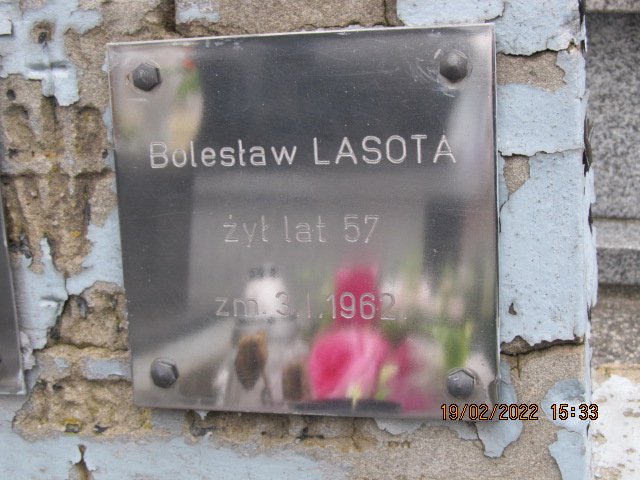 Bolesław LASOTA
żył lat 57
zm. 3.I.1962.
19/02/2022 15:33